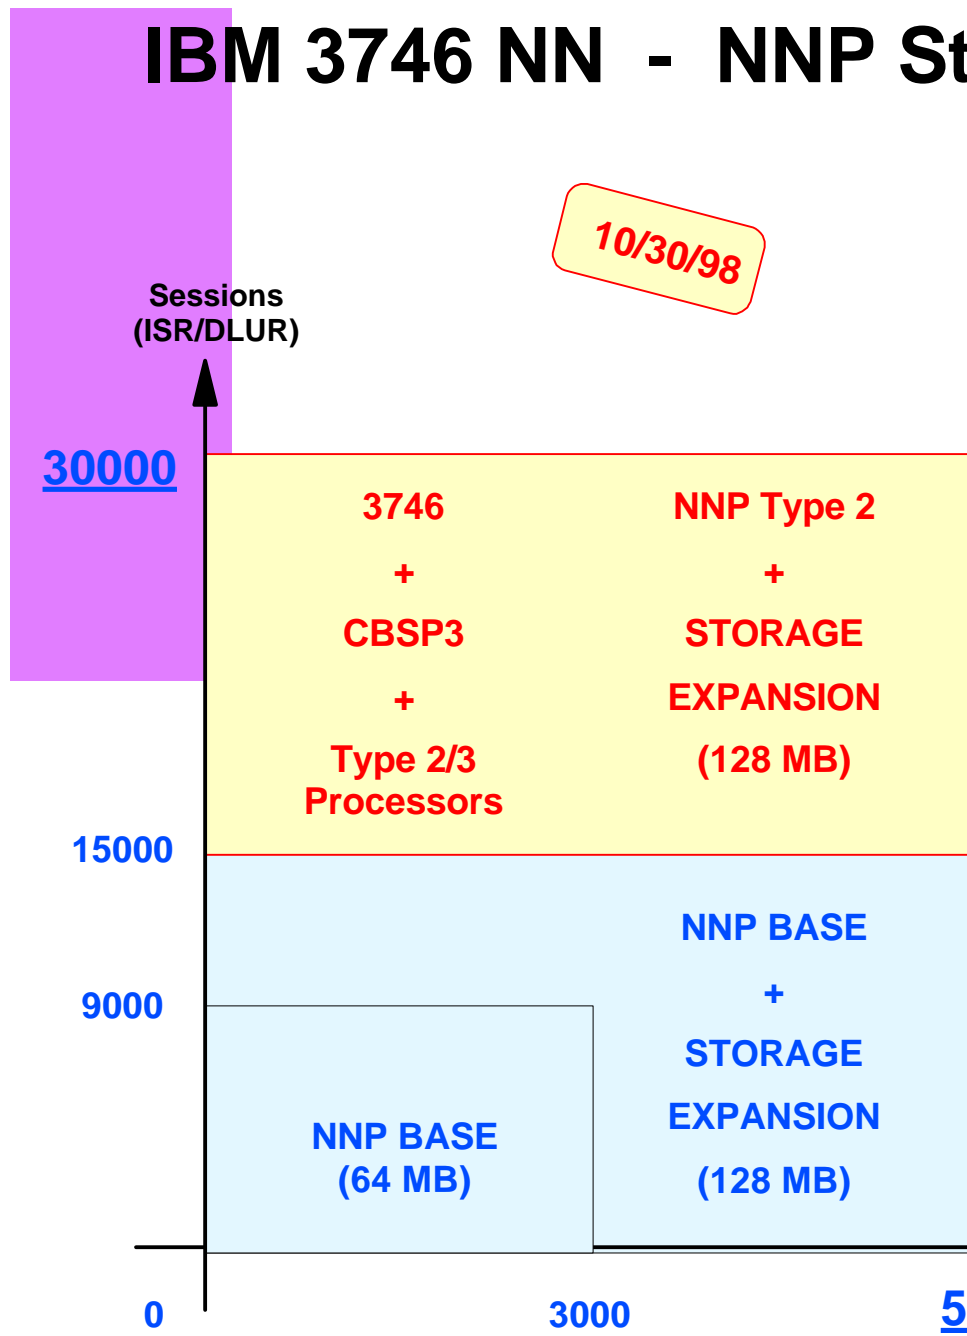 IBM 3746 NN - NNP St
10/30/98
Sessions
(ISR/DLUR)
30000
3746
+
CBSP3
+
Type 2/3
Processors
NNP Type 2
+
STORAGE
EXPANSION
(128 MB)
15000
9000
NNP BASE
(64 MB)
NNP BASE
+
STORAGE
EXPANSION
(128 MB)
0
3000
5